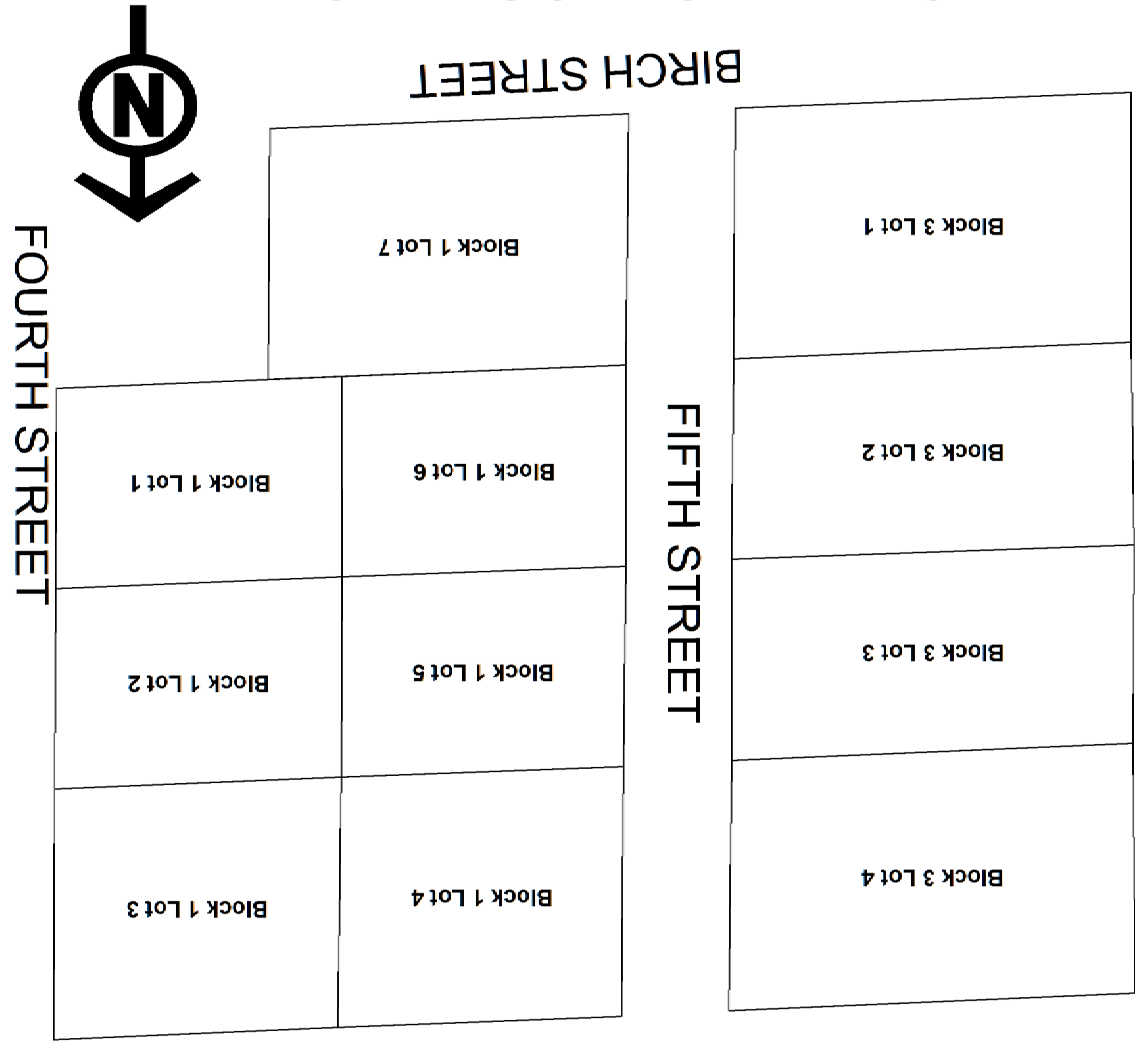 N
BIRCH STREET
Block 1 Lot 7
Block 3 Lot 1
FOURTH STREET
Block 1 Lot 1
Block 1 Lot 6
FIFTH STREET
Block 3 Lot 2
Block 1 Lot 2
Block 1 Lot 5
Block 3 Lot 3
Block 1 Lot 3
Block 1 Lot 4
Block 3 Lot 4